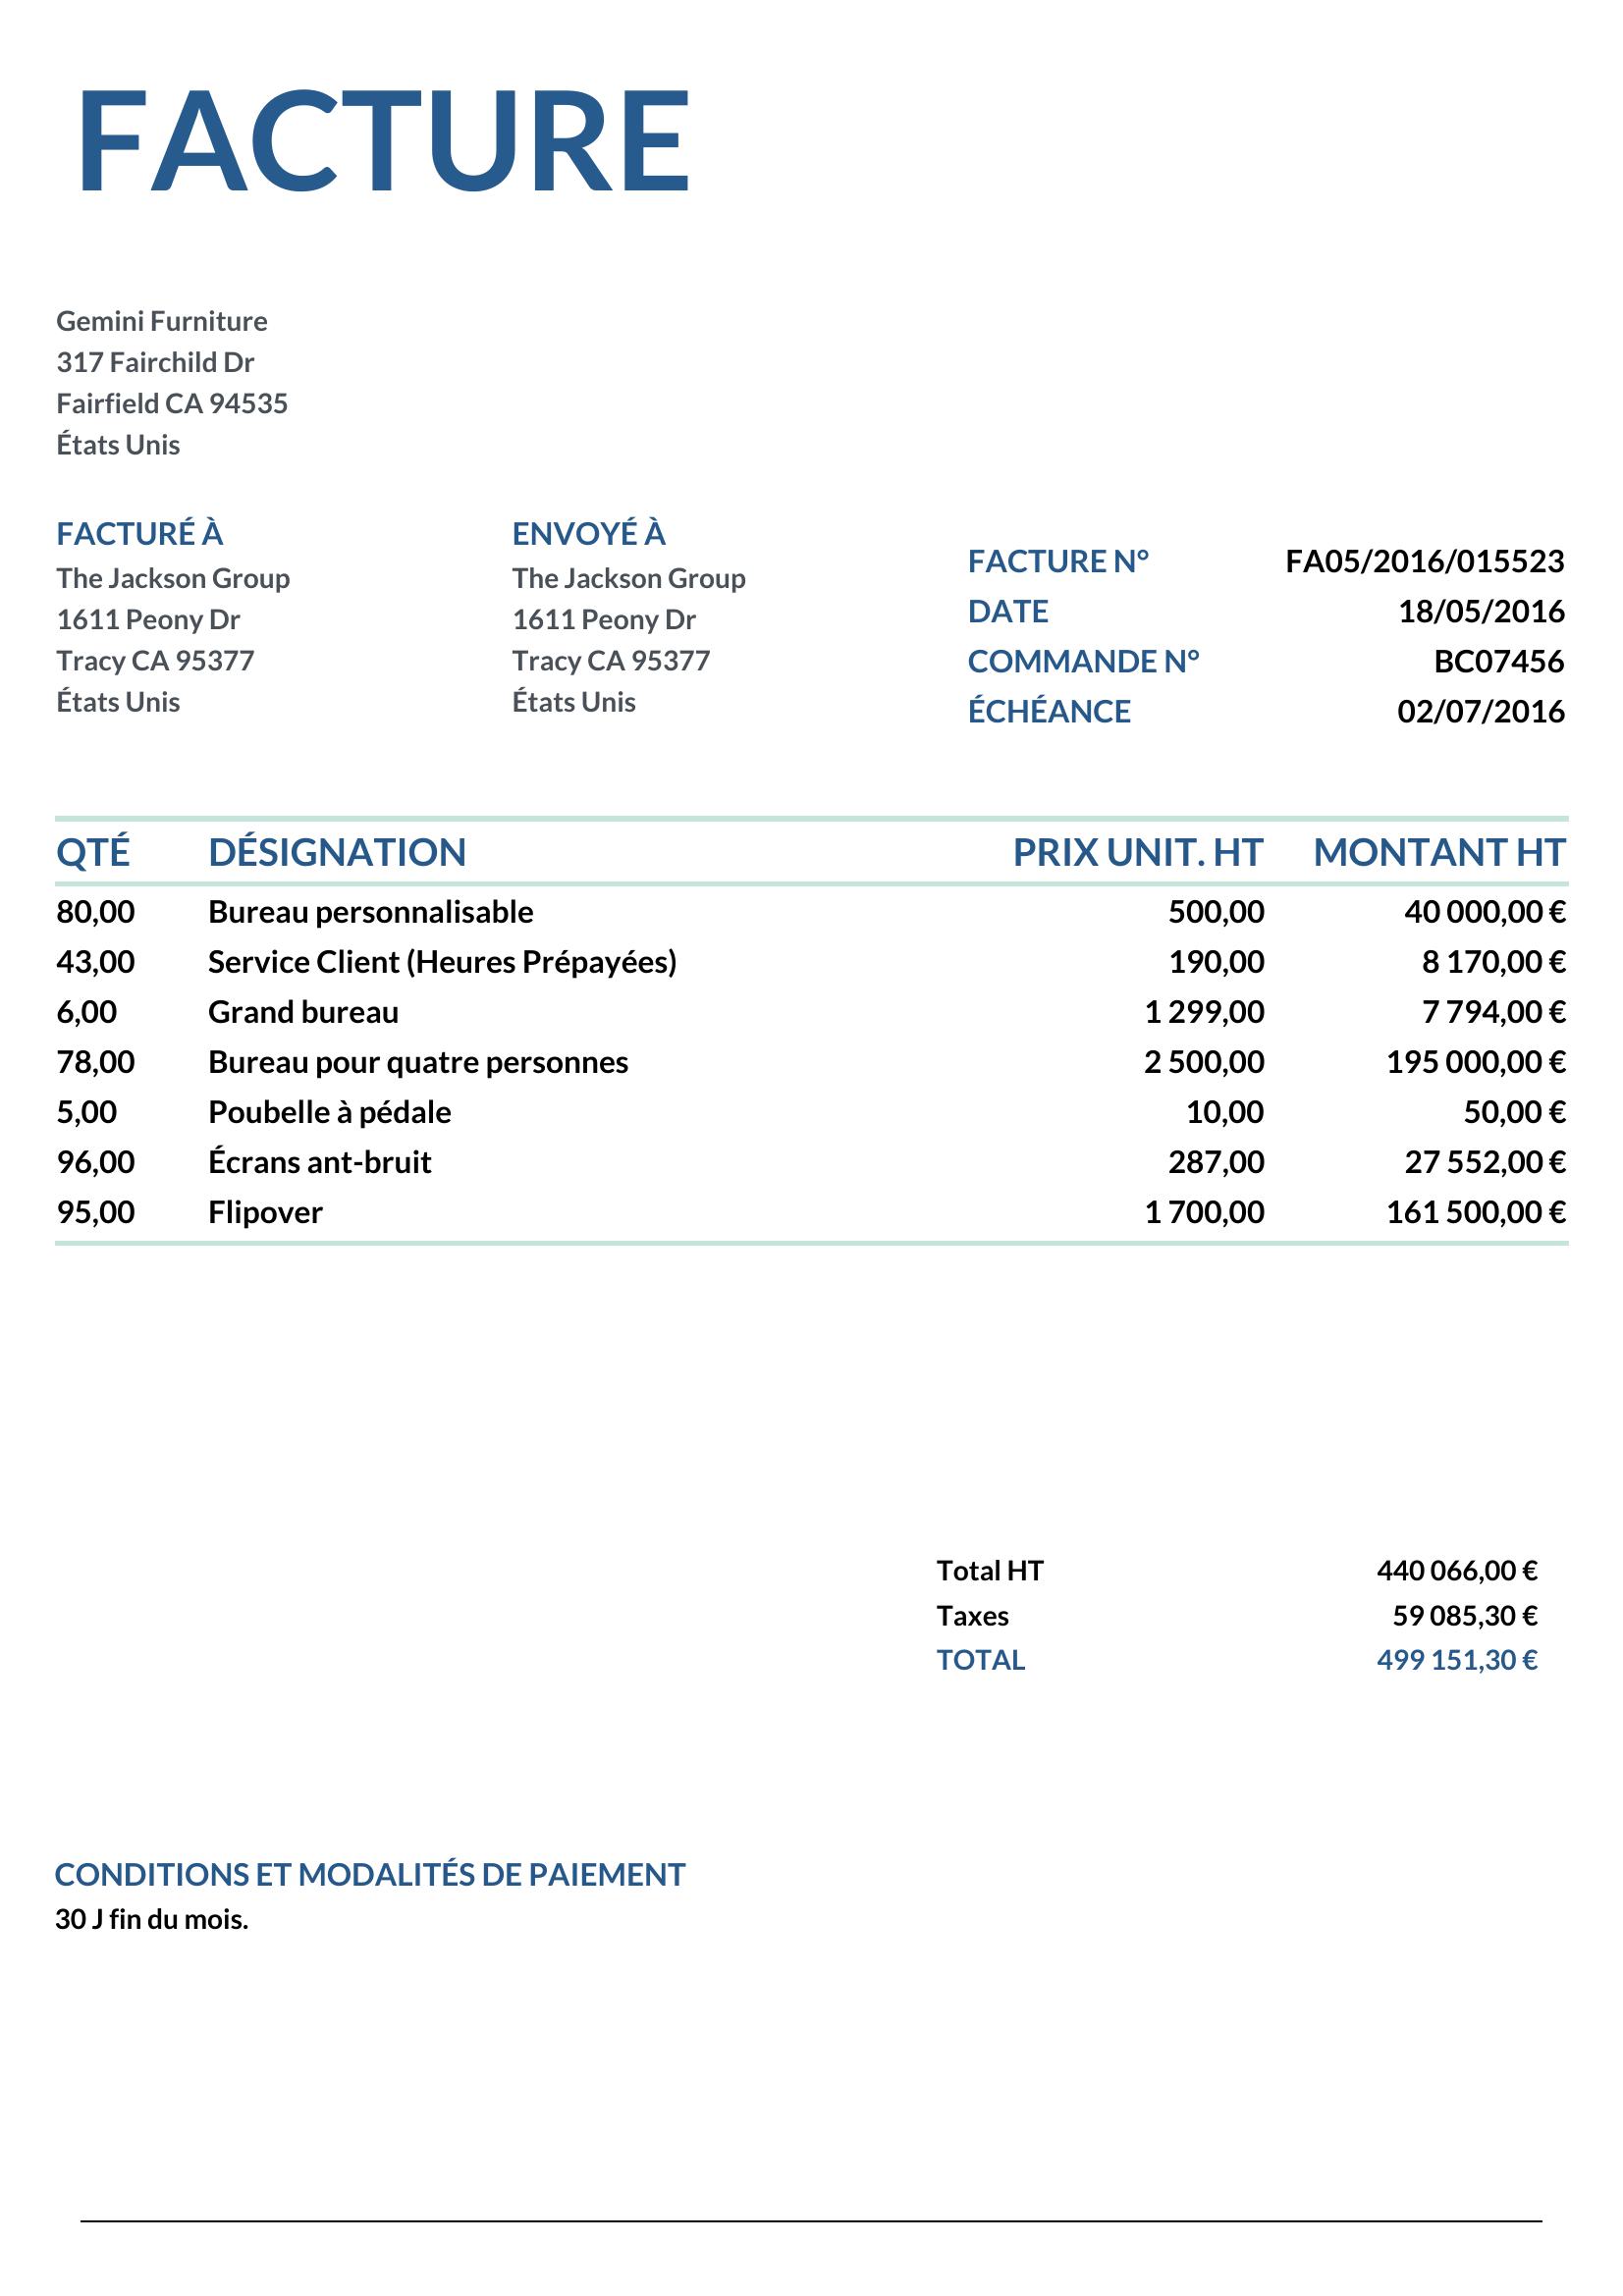 FACTURE
Gemini Furniture
317 Fairchild Dr
Fairfield CA 94535
États Unis
FACTURÉ À
The Jackson Group
1611 Peony Dr
Tracy CA 95377
États Unis
ENVOYÉ À
The Jackson Group
1611 Peony Dr
Tracy CA 95377
États Unis
FACTURE N° FA05/2016/015523
DATE 18/05/2016
COMMANDE N° BC07456
ÉCHÉANCE 02/07/2016
QTÉ DÉSIGNATION PRIX UNIT. HT MONTANT HT
80,00 Bureau personnalisable 500,00 40 000,00 €
43,00 Service Client (Heures Prépayées) 190,00 8 170,00 €
6,00 Grand bureau 1 299,00 7 794,00 €
78,00 Bureau pour quatre personnes 2 500,00 195 000,00 €
5,00 Poubelle à pédale 10,00 50,00 €
96,00 Écrans ant-bruit 287,00 27 552,00 €
95,00 Flipover 1 700,00 161 500,00 €
Total HT 440 066,00 €
Taxes 59 085,30 €
TOTAL 499 151,30 €
CONDITIONS ET MODALITÉS DE PAIEMENT
30 J fin du mois.